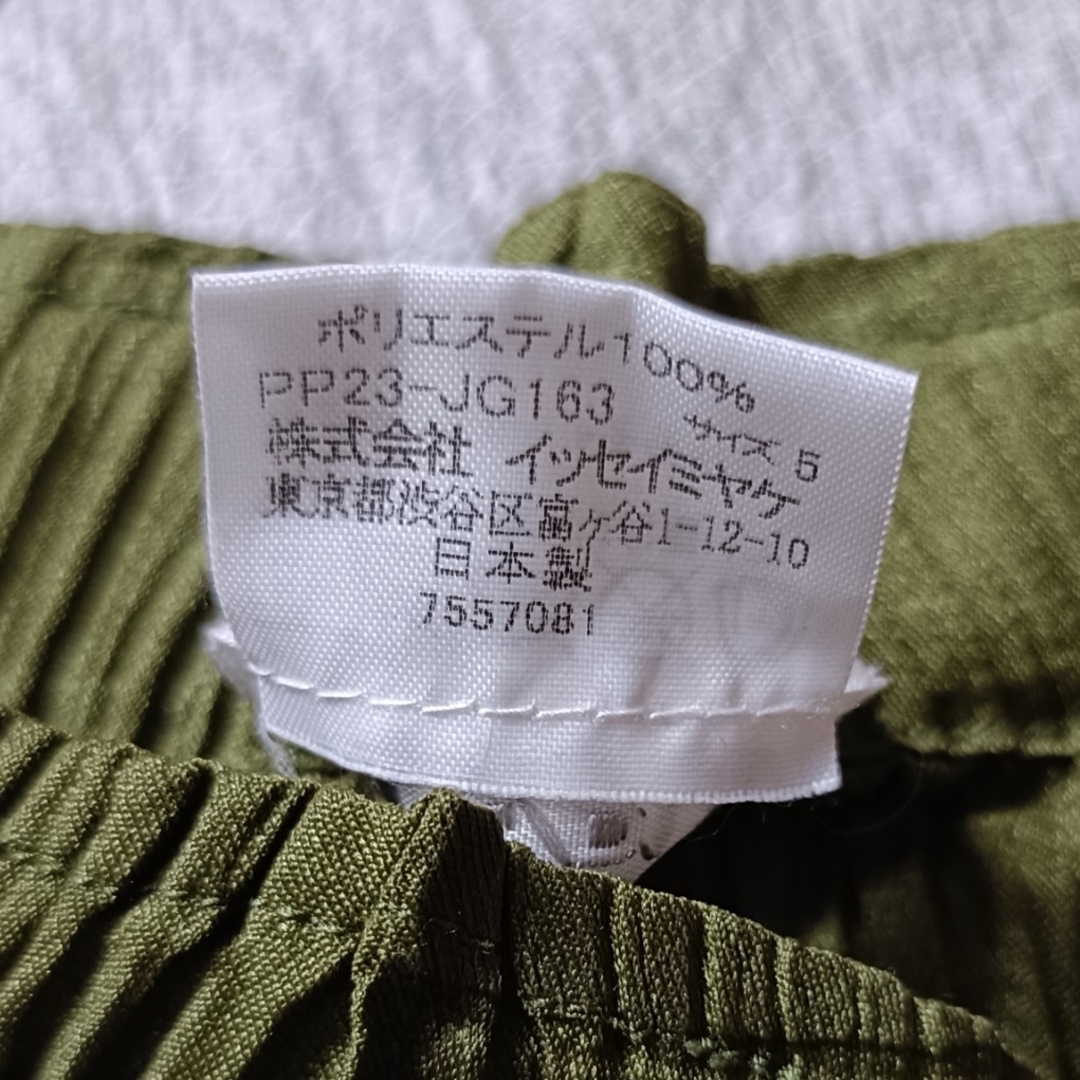 ポリエステル100%
PP23-JG163 サイズ 5
株式会社 イッセイミヤケ
東京都渋谷区富ヶ谷1-12-10
日本製
7557081